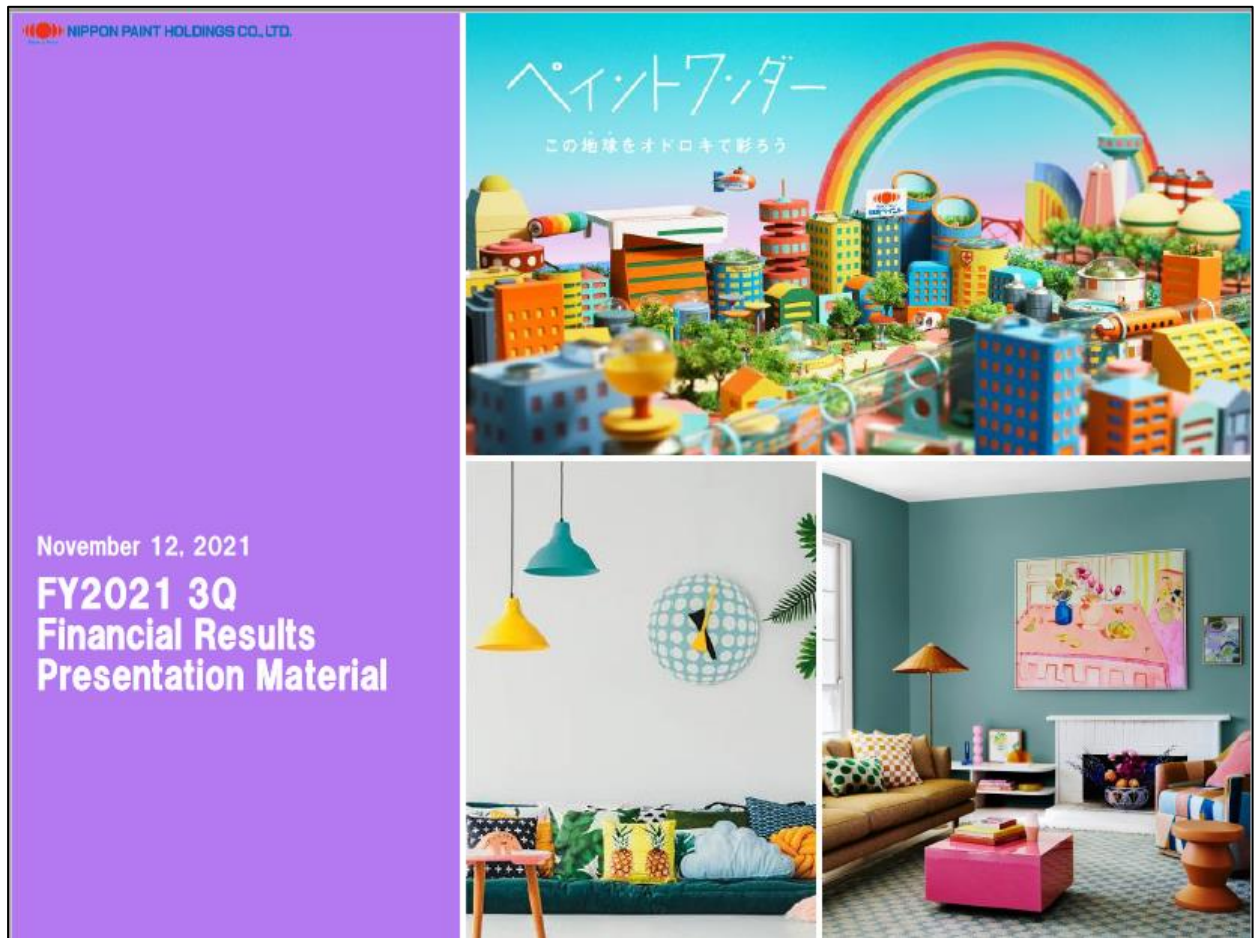 NIPPON PAINT HOLDINGS CO., LTD.
ペイントワンダー
この地球をオドロキで彩ろう
November 12, 2021
FY2021 3Q
Financial Results
Presentation Material